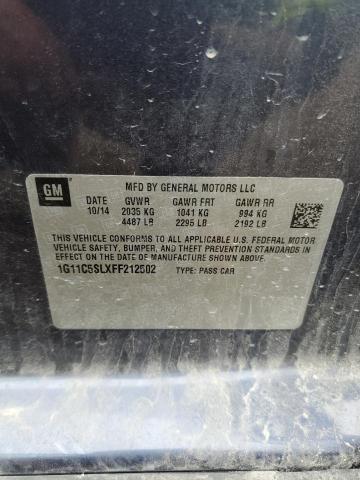 GM
MFD BY GENERAL MOTORS LLC
DATE GVWR GAWR FRT GAWR RR
10/14 2035 KG 1041 KG 994 KG
4487 LB 2295 LB 2192 LB
THIS VEHICLE CONFORMS TO ALL APPLICABLE U.S. FEDERAL MOTOR
VEHICLE SAFETY, BUMPER, AND THEFT PREVENTION STANDARDS
IN EFFECT ON THE DATE OF MANUFACTURE SHOWN ABOVE.
1G11C5SLXFF212502 TYPE: PASS CAR